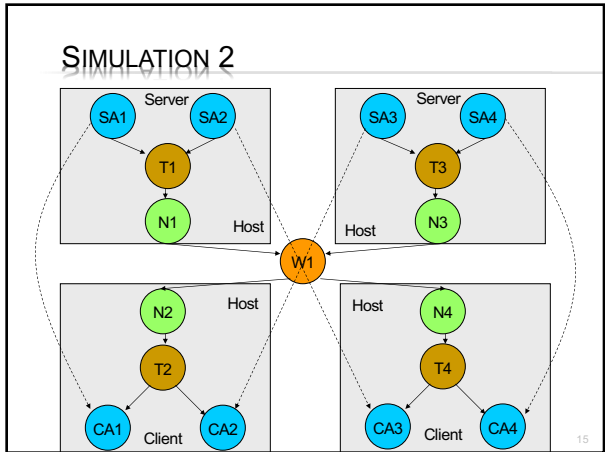 SIMULATION 2
Server
Server
SA1 SA2 SA3 SA4
T1 T3
N1 N3
Host Host
W1
N2 Host Host N4
T2 T4
CA1 Client CA2 CA3 Client CA4
15